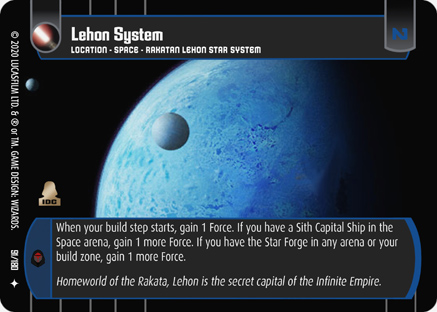 Lehon System
LOCATION - SPACE - RAKATAN LEHON STAR SYSTEM
© 2020 LUCASFILM LTD. & ® OR TM. GAME DESIGN: WIZARDS.
IDC
91/180
When your build step starts, gain 1 Force. If you have a Sith Capital Ship in the
Space arena, gain 1 more Force. If you have the Star Forge in any arena or your
build zone, gain 1 more Force.
Homeworld of the Rakata, Lehon is the secret capital of the Infinite Empire.